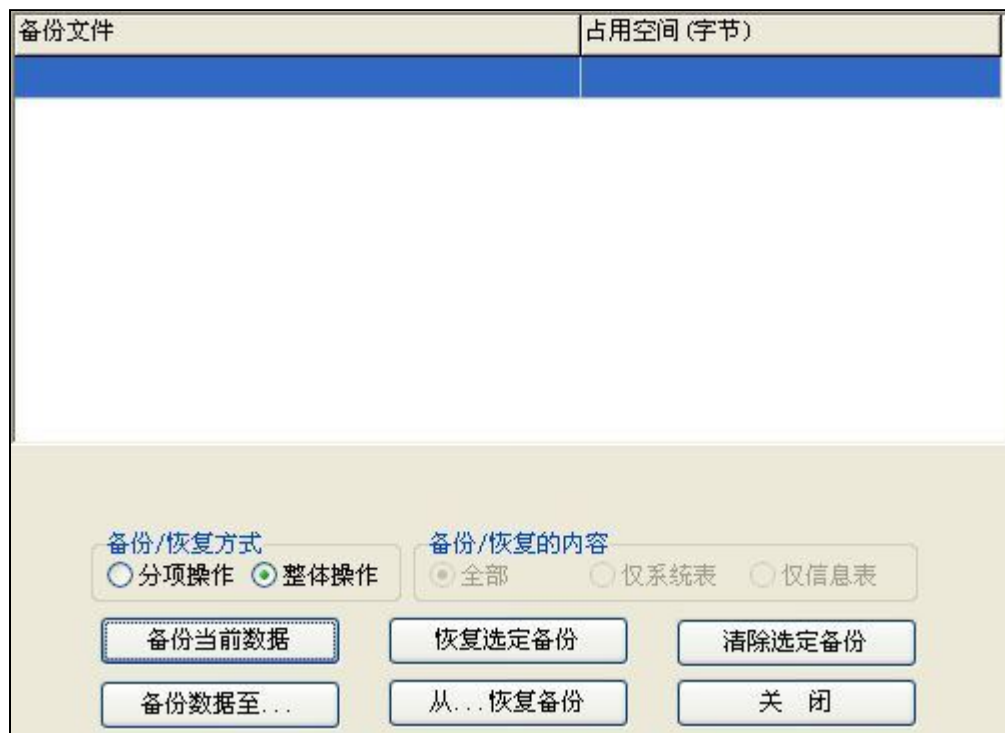 备份文件 占用空间(字节)
备份/恢复方式 备份/恢复的内容
分项操作 整体操作 全部 仅系统表 仅信息表
备份当前数据 恢复选定备份 清除选定备份
备份数据至... 从...恢复备份 关 闭